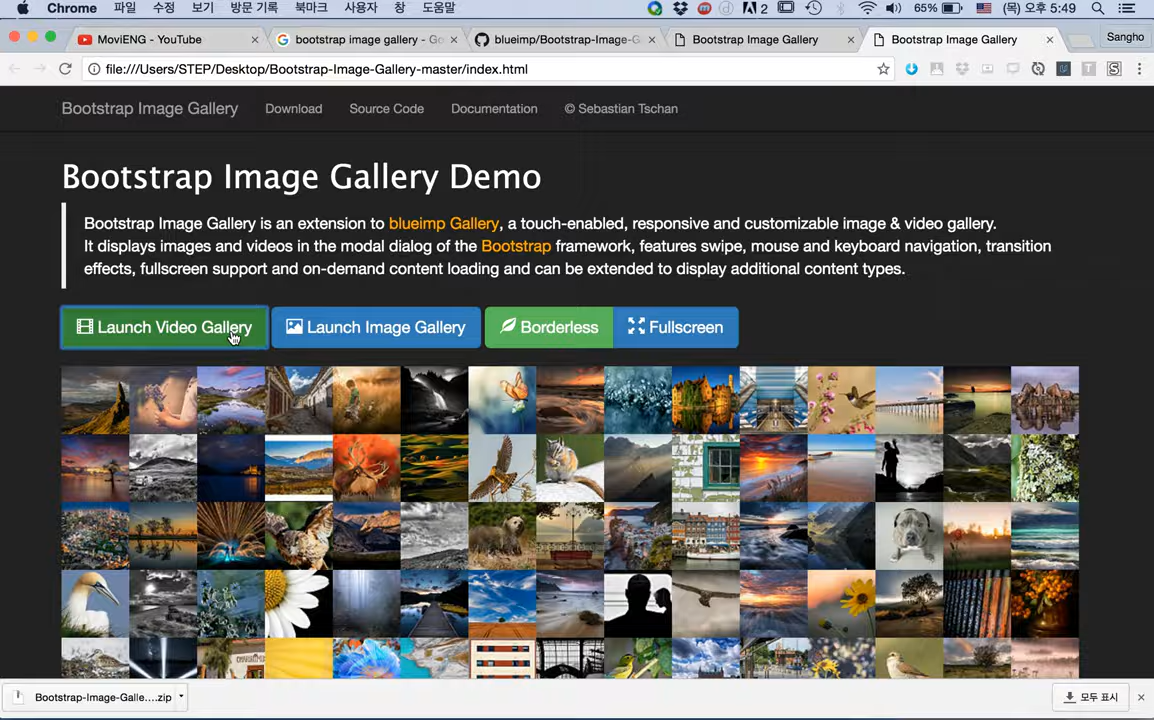 Chrome 파일 수정 보기 방문 기록 북마크 사용자 창 도움말 2 65% (목) 오후 5:49
MoviENG - YouTube bootstrap image gallery - Go blueimp/Bootstrap-Image-G Bootstrap Image Gallery Bootstrap Image Gallery Sangho
file:///Users/STEP/Desktop/Bootstrap-Image-Gallery-master/index.html
Bootstrap Image Gallery Download Source Code Documentation © Sebastian Tschan
Bootstrap Image Gallery Demo
Bootstrap Image Gallery is an extension to blueimp Gallery, a touch-enabled, responsive and customizable image & video gallery.
It displays images and videos in the modal dialog of the Bootstrap framework, features swipe, mouse and keyboard navigation, transition
effects, fullscreen support and on-demand content loading and can be extended to display additional content types.
Launch Video Gallery Launch Image Gallery Borderless Fullscreen
Bootstrap-Image-Galle....zip 모두 표시